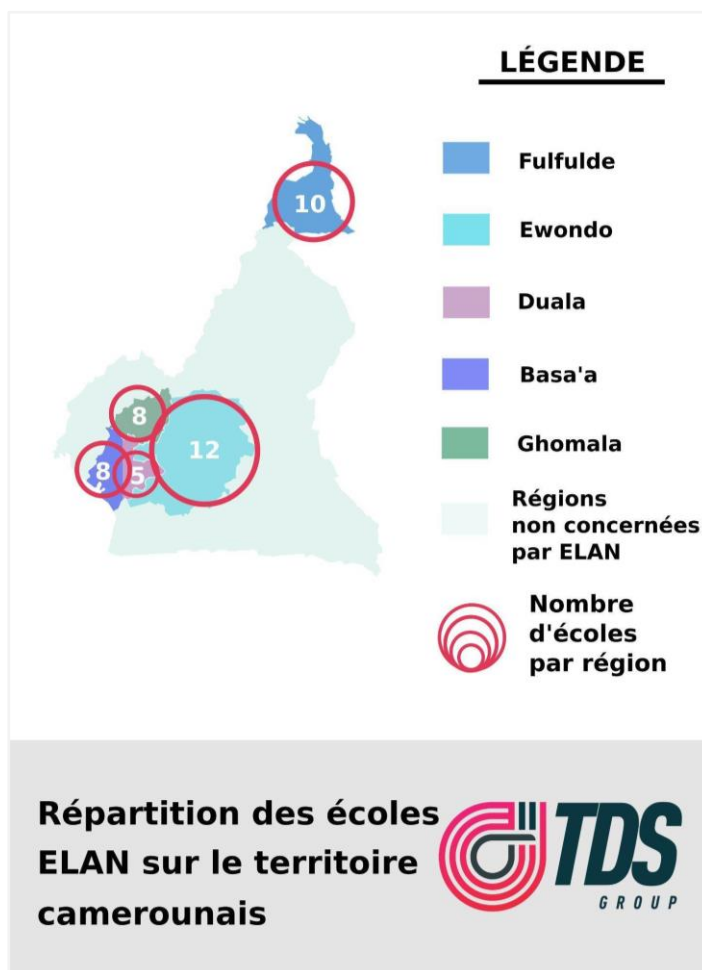 LÉGENDE
Fulfulde
Ewondo
Duala
Basa'a
Ghomala
Régions
non concernées
par ELAN
Nombre
d'écoles
par région
10
8
12
8
5
Répartition des écoles
ELAN sur le territoire
camerounais
TDS
GROUP